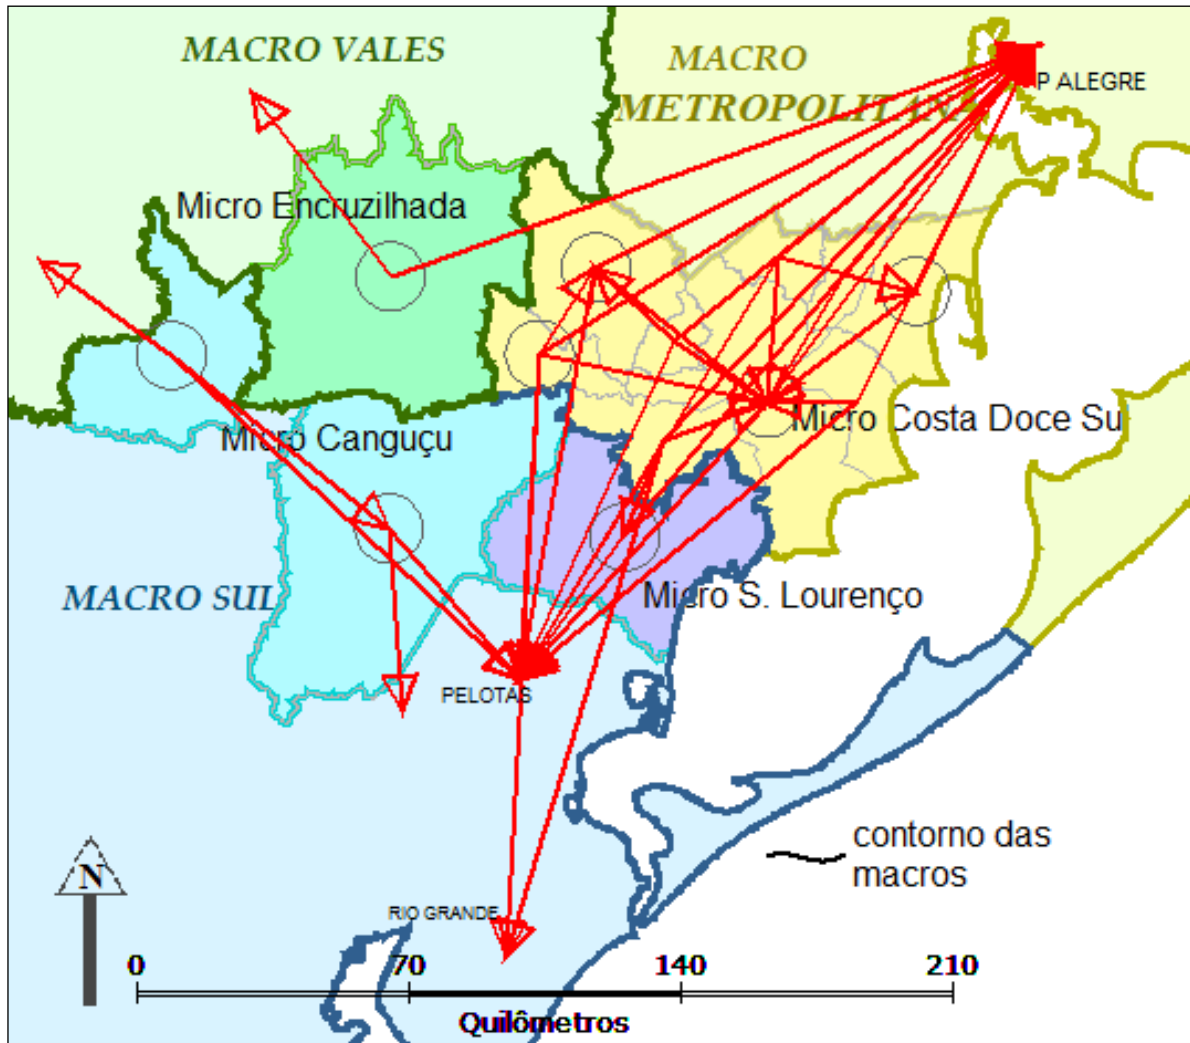 MACRO VALES
MACRO
METROPOLITANA
P ALEGRE
Micro Encruzilhada
Micro Costa Doce Sul
Micro Canguçu
MACRO SUL
Micro S. Lourenço
PELOTAS
contorno das
macros
N
RIO GRANDE
0 70 140 210
Quilômetros